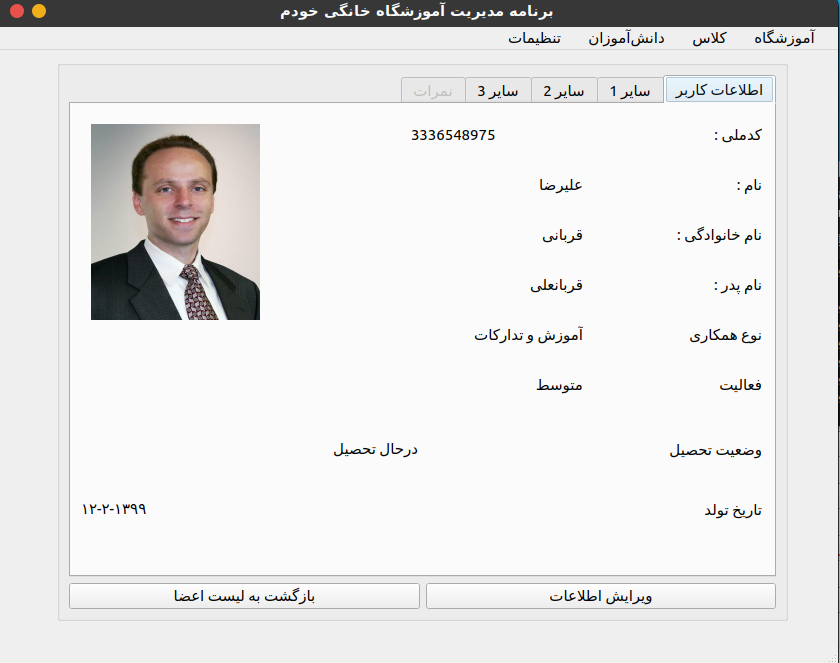 برنامه مدیریت آموزشگاه خانگی خودم
آموزشگاه کلاس دانش‌آموزان تنظیمات
اطلاعات کاربر سایر 1 سایر 2 سایر 3 نمرات
کدملی : 3336548975
نام : علیرضا
نام خانوادگی : قربانی
نام پدر : قربانعلی
نوع همکاری آموزش و تدارکات
فعالیت متوسط
وضعیت تحصیل درحال تحصیل
تاریخ تولد ۱۲-۲-۱۳۹۹
ویرایش اطلاعات بازگشت به لیست اعضا